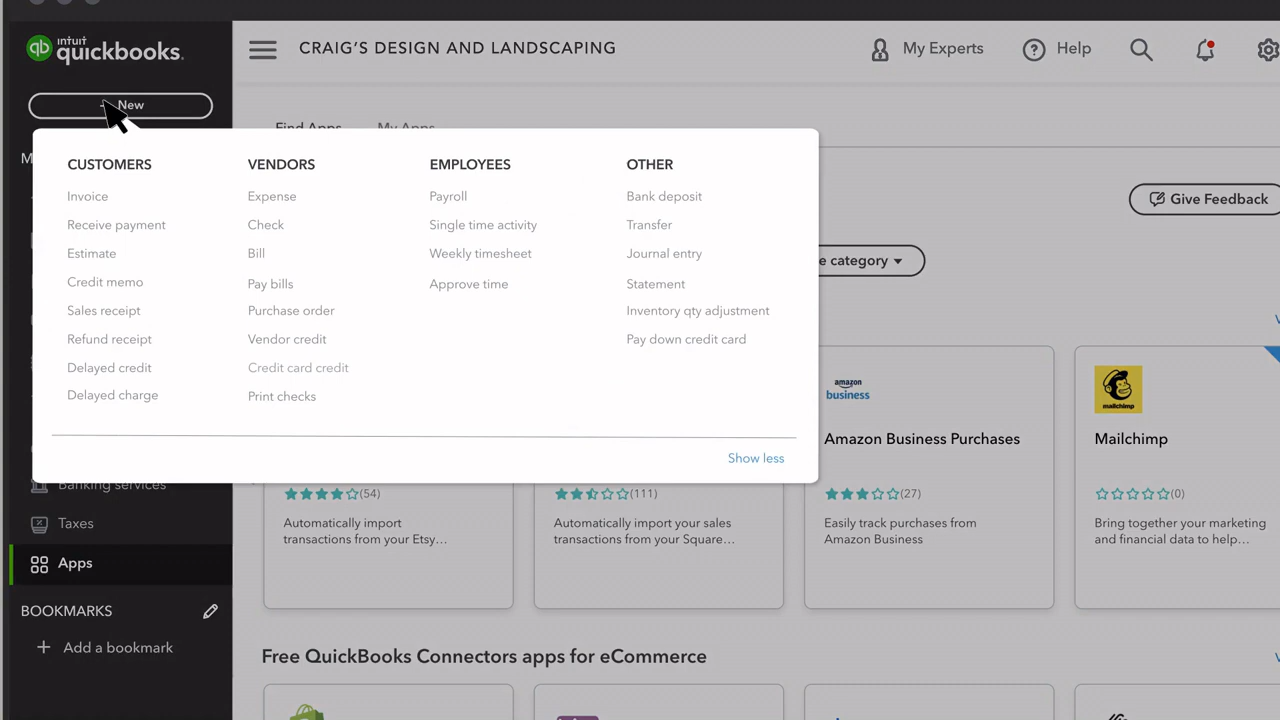 intuit
quickbooks.
CRAIG'S DESIGN AND LANDSCAPING
My Experts
Help
New
Find Apps
My Apps
CUSTOMERS
Invoice
Receive payment
Estimate
Credit memo
Sales receipt
Refund receipt
Delayed credit
Delayed charge
VENDORS
Expense
Check
Bill
Pay bills
Purchase order
Vendor credit
Credit card credit
Print checks
EMPLOYEES
Payroll
Single time activity
Weekly timesheet
Approve time
OTHER
Bank deposit
Transfer
Journal entry
Statement
Inventory qty adjustment
Pay down credit card
Show less
Give Feedback
category
Banking services
Taxes
Apps
BOOKMARKS
Add a bookmark
(54)
Automatically import
transactions from your Etsy...
(111)
Automatically import your sales
transactions from your Square...
amazon
business
Amazon Business Purchases
(27)
Easily track purchases from
Amazon Business
mailchimp
Mailchimp
(0)
Bring together your marketing
and financial data to help...
Free QuickBooks Connectors apps for eCommerce